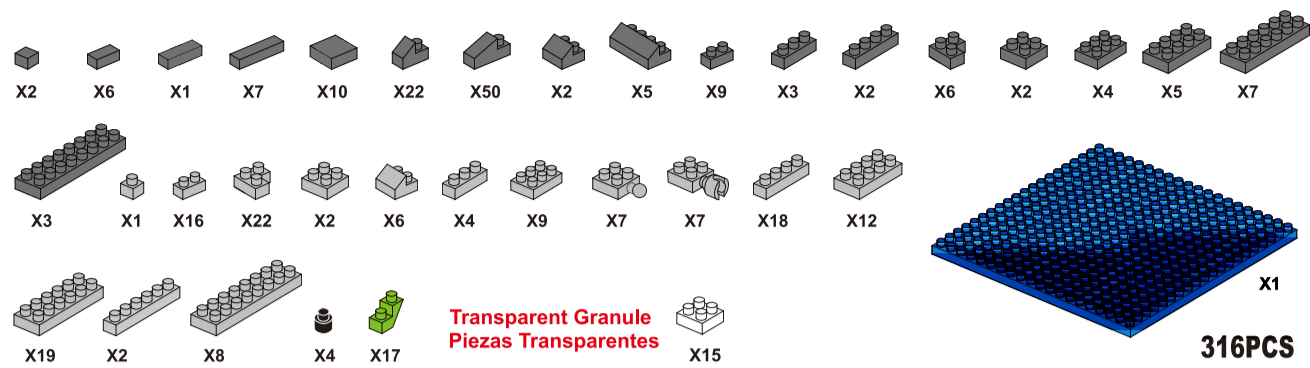 X2 X6 X1 X7 X10 X22 X50 X2 X5 X9 X3 X2 X6 X2 X4 X5 X7
X3 X1 X16 X22 X2 X6 X4 X9 X7 X7 X18 X12
X1
Transparent Granule
Piezas Transparentes
X19 X2 X8 X4 X17 X15
316PCS